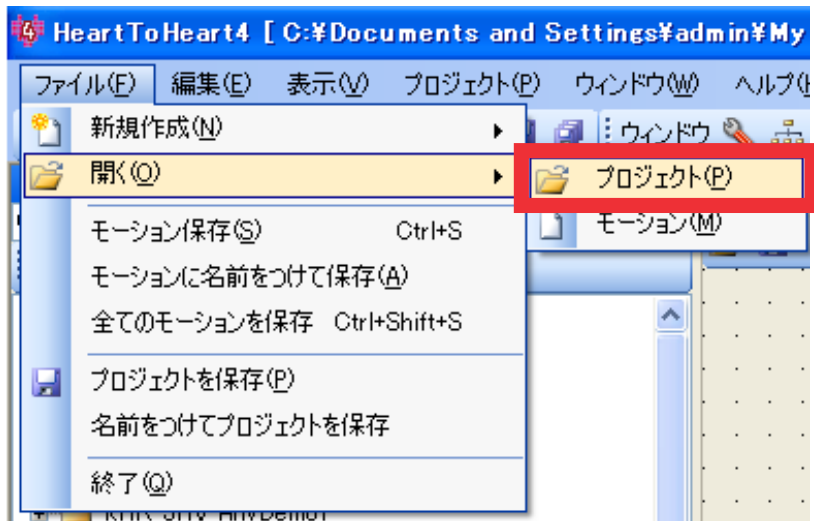 HeartToHeart4 [ C:¥Documents and Settings¥admin¥My
ファイル(F) 編集(E) 表示(V) プロジェクト(P) ウィンドウ(W) ヘルプ(H
新規作成(N)
ウィンドウ
開く(O)
プロジェクト(P)
モーション(M)
モーション保存(S) Ctrl+S
モーションに名前をつけて保存(A)
全てのモーションを保存 Ctrl+Shift+S
プロジェクトを保存(P)
名前をつけてプロジェクトを保存
終了(Q)